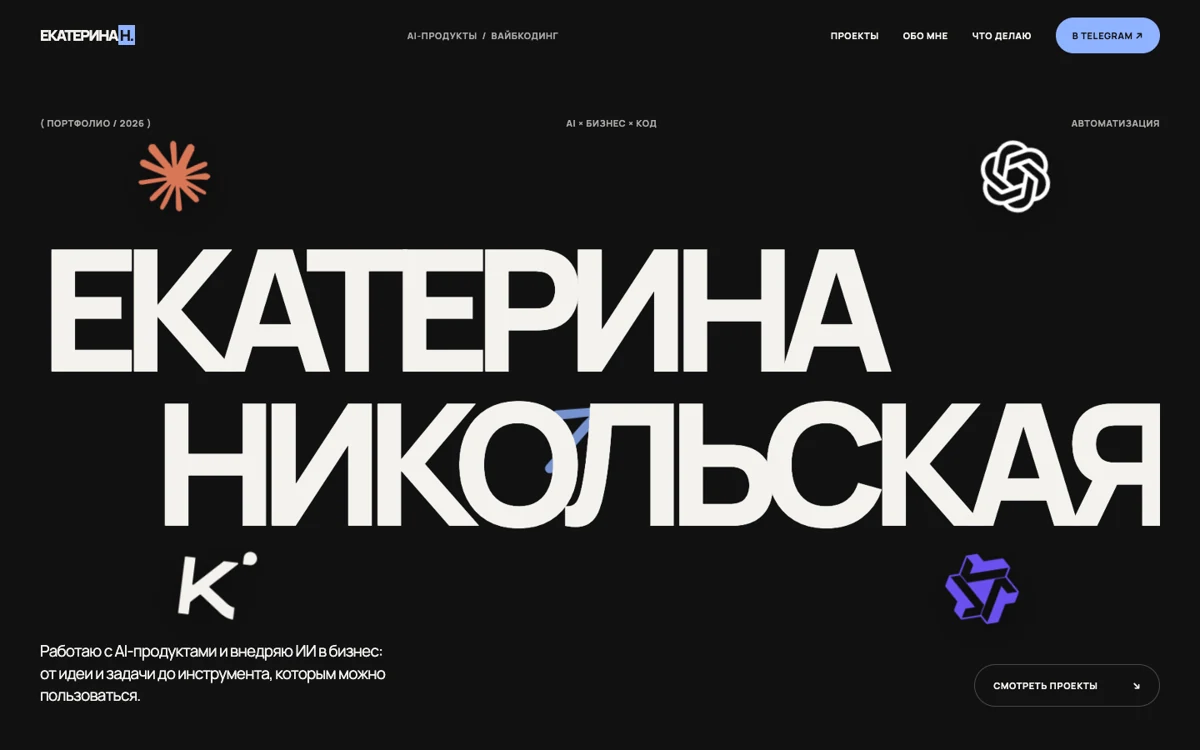 ЕКАТЕРИНА Н.
AI-ПРОДУКТЫ / ВАЙБКОДИНГ
ПРОЕКТЫ
ОБО МНЕ
ЧТО ДЕЛАЮ
В TELEGRAM ↗
( ПОРТФОЛИО / 2026 )
AI × БИЗНЕС × КОД
АВТОМАТИЗАЦИЯ
ЕКАТЕРИНА
НИКОЛЬСКАЯ
K
Работаю с AI-продуктами и внедряю ИИ в бизнес:
от идеи и задачи до инструмента, которым можно
пользоваться.
СМОТРЕТЬ ПРОЕКТЫ ↘